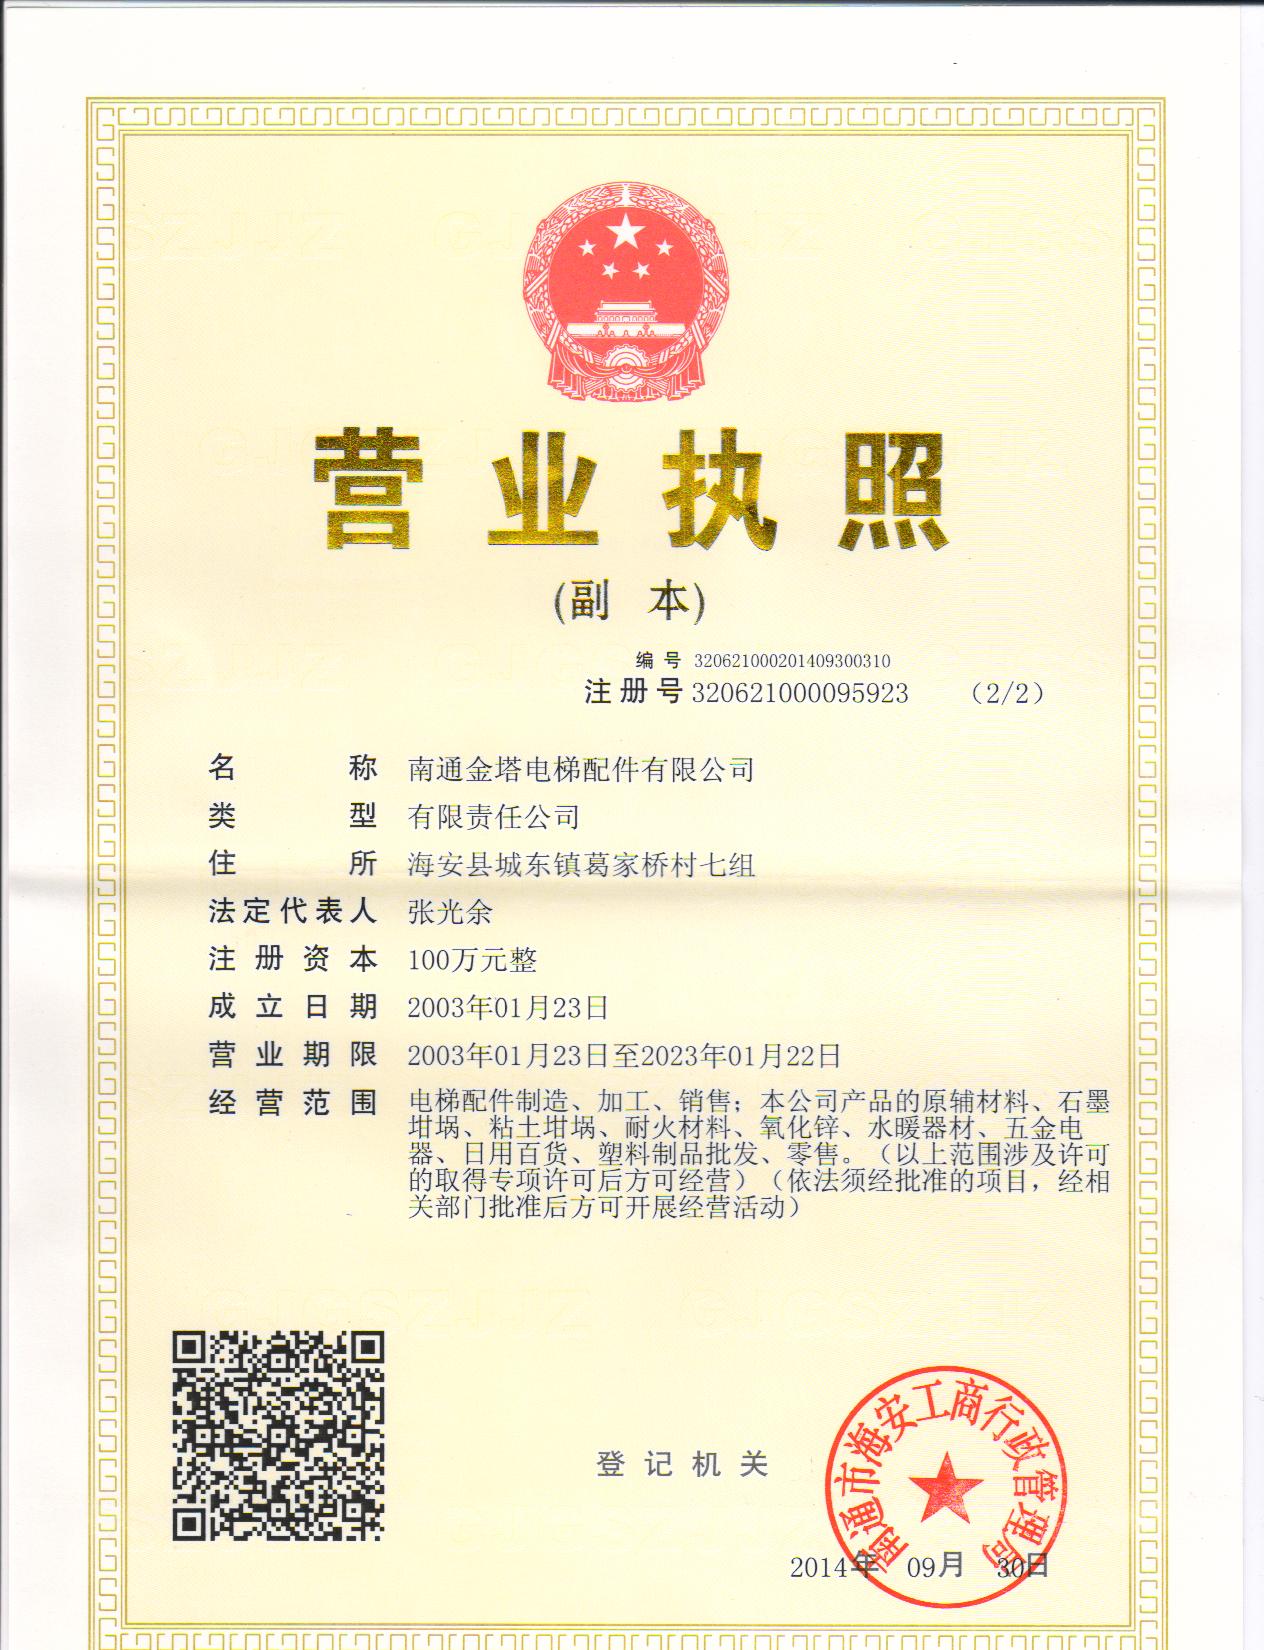 营业执照
(副 本)
编 号 320621000201409300310
注册号 320621000095923 （2/2）
名 称 南通金塔电梯配件有限公司
类 型 有限责任公司
住 所 海安县城东镇葛家桥村七组
法定代表人 张光余
注 册 资 本 100万元整
成 立 日 期 2003年01月23日
营 业 期 限 2003年01月23日至2023年01月22日
经 营 范 围 电梯配件制造、加工、销售；本公司产品的原辅材料、石墨
坩埚、粘土坩埚、耐火材料、氧化锌、水暖器材、五金电
器、日用百货、塑料制品批发、零售。（以上范围涉及许可
的取得专项许可后方可经营）（依法须经批准的项目，经相
关部门批准后方可开展经营活动）
登 记 机 关
南通市海安工商行政管理局
2014年 09月 30日